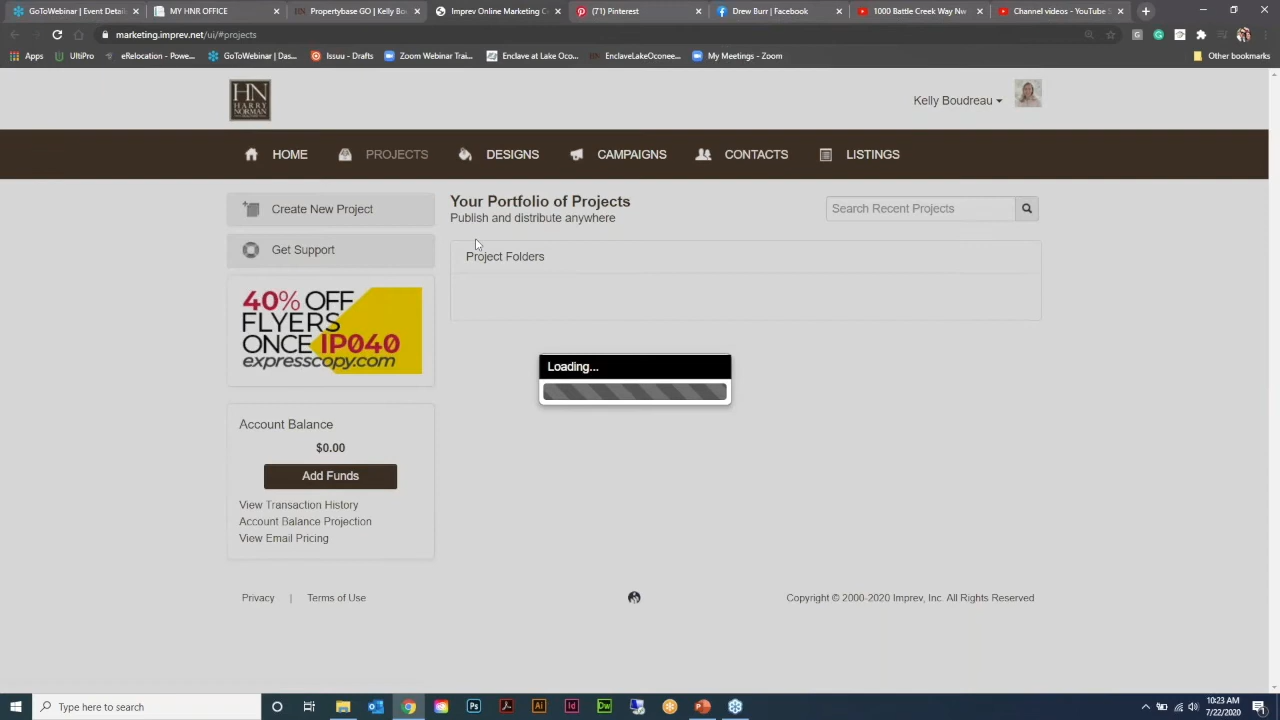 GoToWebinar | Event Detail
MY HNR OFFICE
Propertybase GO | Kelly Bo
Imprev Online Marketing C
(71) Pinterest
Drew Burr | Facebook
1000 Battle Creek Way Nw
Channel videos - YouTube S
marketing.imprev.net/ui/#projects
Apps
UltiPro
eRelocation - Powe...
GoToWebinar | Das...
Issuu - Drafts
Zoom Webinar Trai...
Enclave at Lake Oco...
EnclaveLakeOconee...
My Meetings - Zoom
Other bookmarks
HN
HARRY
NORMAN
Kelly Boudreau
HOME
PROJECTS
DESIGNS
CAMPAIGNS
CONTACTS
LISTINGS
Create New Project
Get Support
Your Portfolio of Projects
Publish and distribute anywhere
Search Recent Projects
Project Folders
40% OFF
FLYERS
ONCE IP040
expresscopy.com
Loading...
Account Balance
$0.00
Add Funds
View Transaction History
Account Balance Projection
View Email Pricing
Privacy | Terms of Use
Copyright © 2000-2020 Imprev, Inc. All Rights Reserved
Type here to search
Ps
Ai
Id
Dw
10:23 AM
7/22/2020